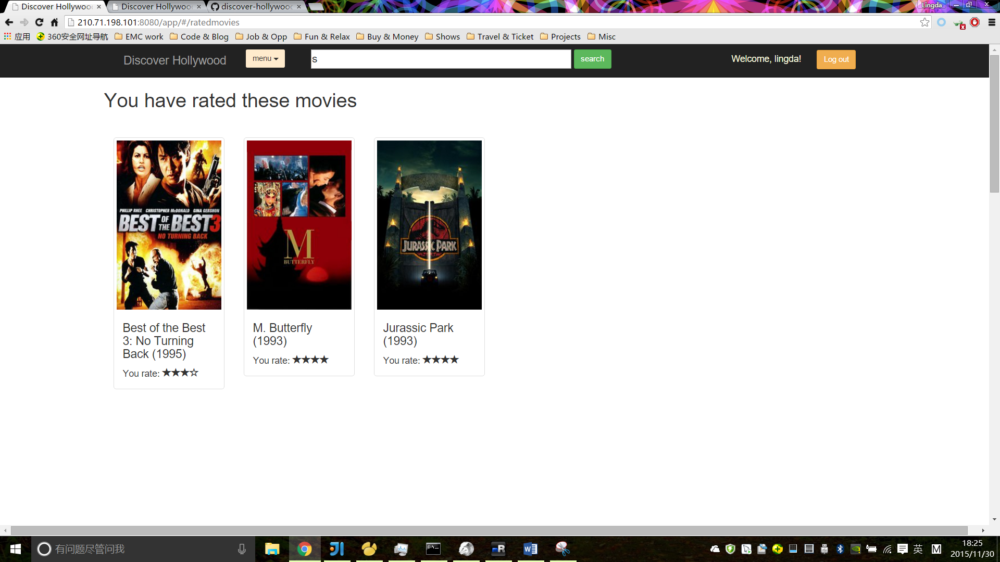 Discover Hollywoo
Discover Hollywoo
discover-hollywood
Lingda
210.71.198.101:8080/app/#/ratedmovies
应用
360安全网址导航
EMC work
Code & Blog
Job & Opp
Fun & Relax
Buy & Money
Shows
Travel & Ticket
Projects
Misc
Discover Hollywood
menu
s
search
Welcome, lingda!
Log out
You have rated these movies
PHILLIP RHEE CHRISTOPHER McDONALD GINA GERSHON
BEST OF THE BEST 3
NO TURNING BACK
M
BUTTERFLY
JURASSIC PARK
Best of the Best
3: No Turning
Back (1995)
You rate: ★★★☆
M. Butterfly
(1993)
You rate: ★★★★
Jurassic Park
(1993)
You rate: ★★★★
有问题尽管问我
英
M
18:25
2015/11/30